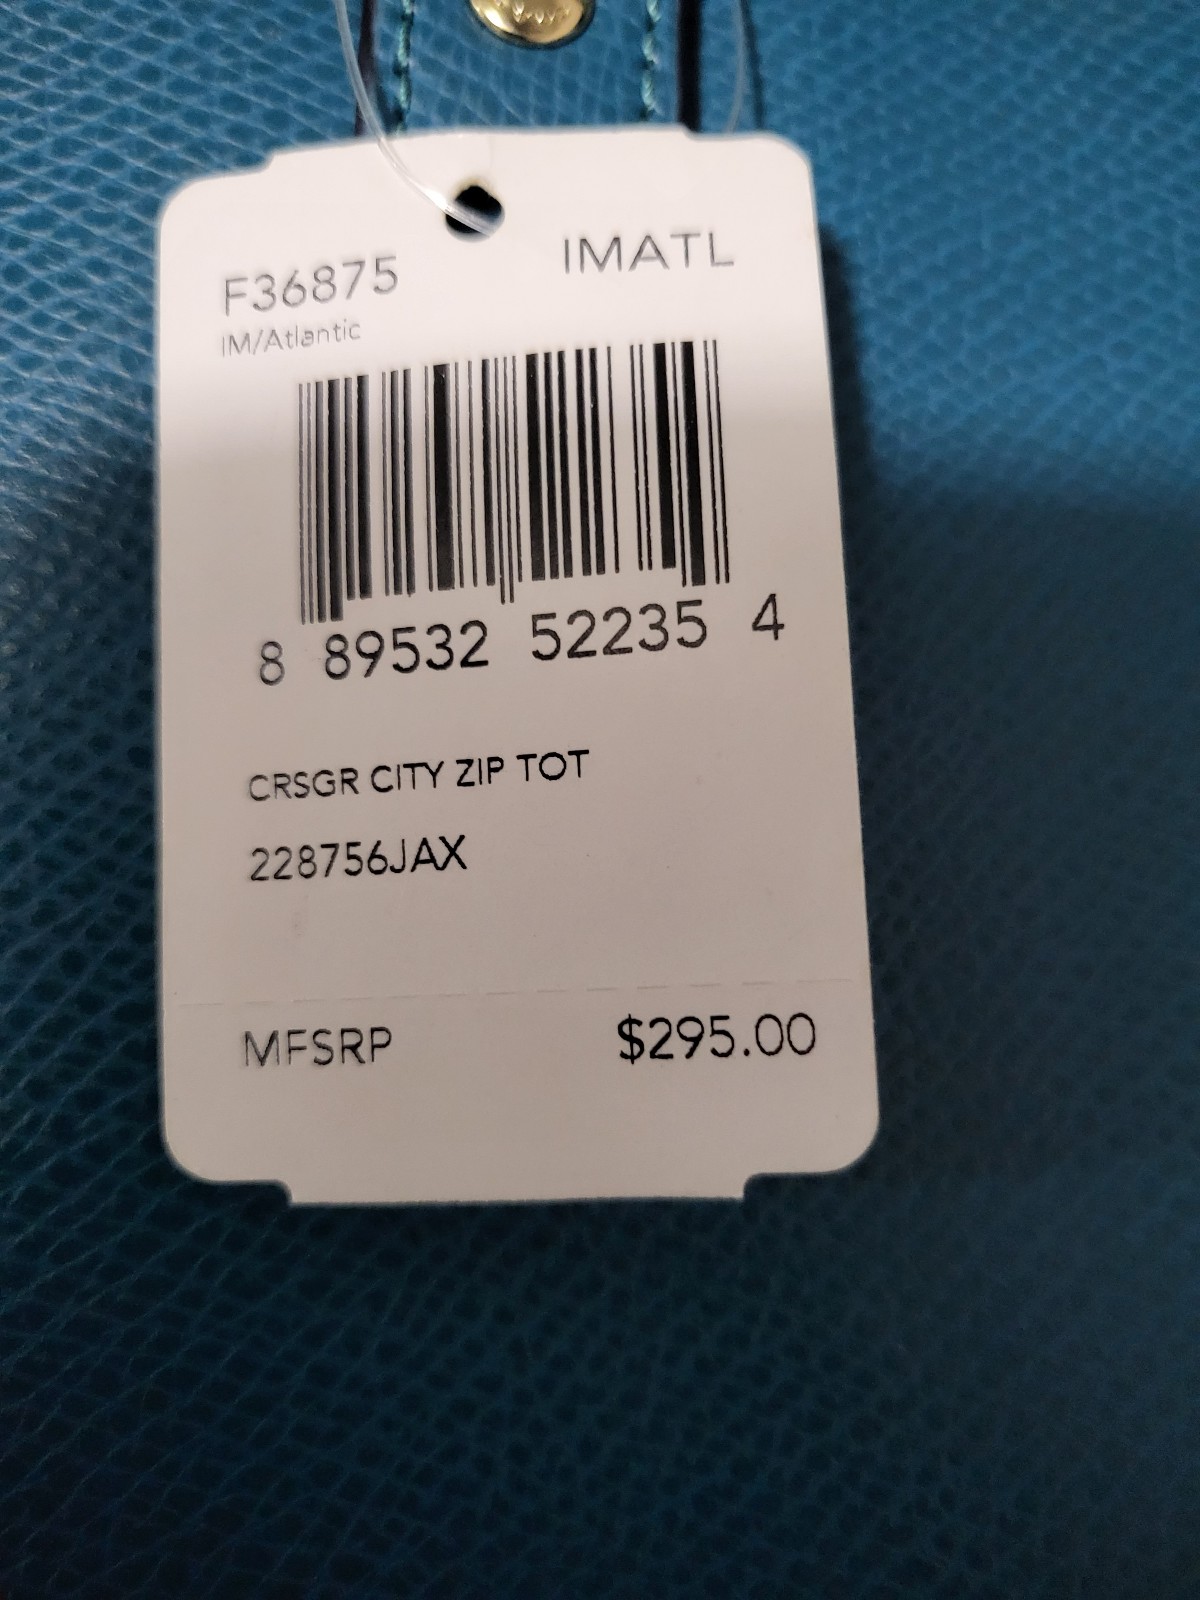 F36875 IMATL
IM/Atlantic
8 89532 52235 4
CRSGR CITY ZIP TOT
228756JAX
MFSRP $295.00